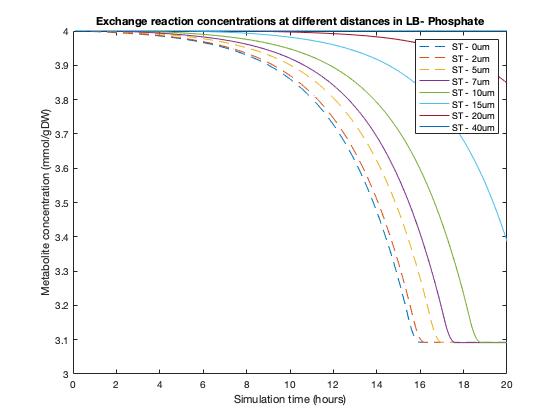 Exchange reaction concentrations at different distances in LB- Phosphate
4
3.9
3.8
3.7
3.6
3.5
3.4
3.3
3.2
3.1
3
Metabolite concentration (mmol/gDW)
ST - 0um
ST - 2um
ST - 5um
ST - 7um
ST - 10um
ST - 15um
ST - 20um
ST - 40um
0 2 4 6 8 10 12 14 16 18 20
Simulation time (hours)